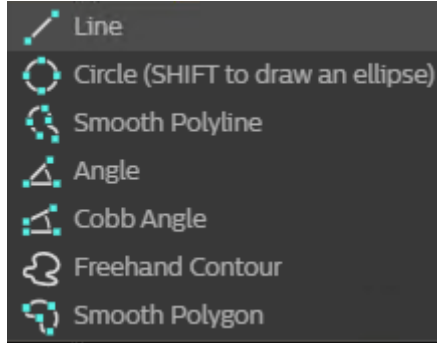 Line
Circle (SHIFT to draw an ellipse)
Smooth Polyline
Angle
Cobb Angle
Freehand Contour
Smooth Polygon